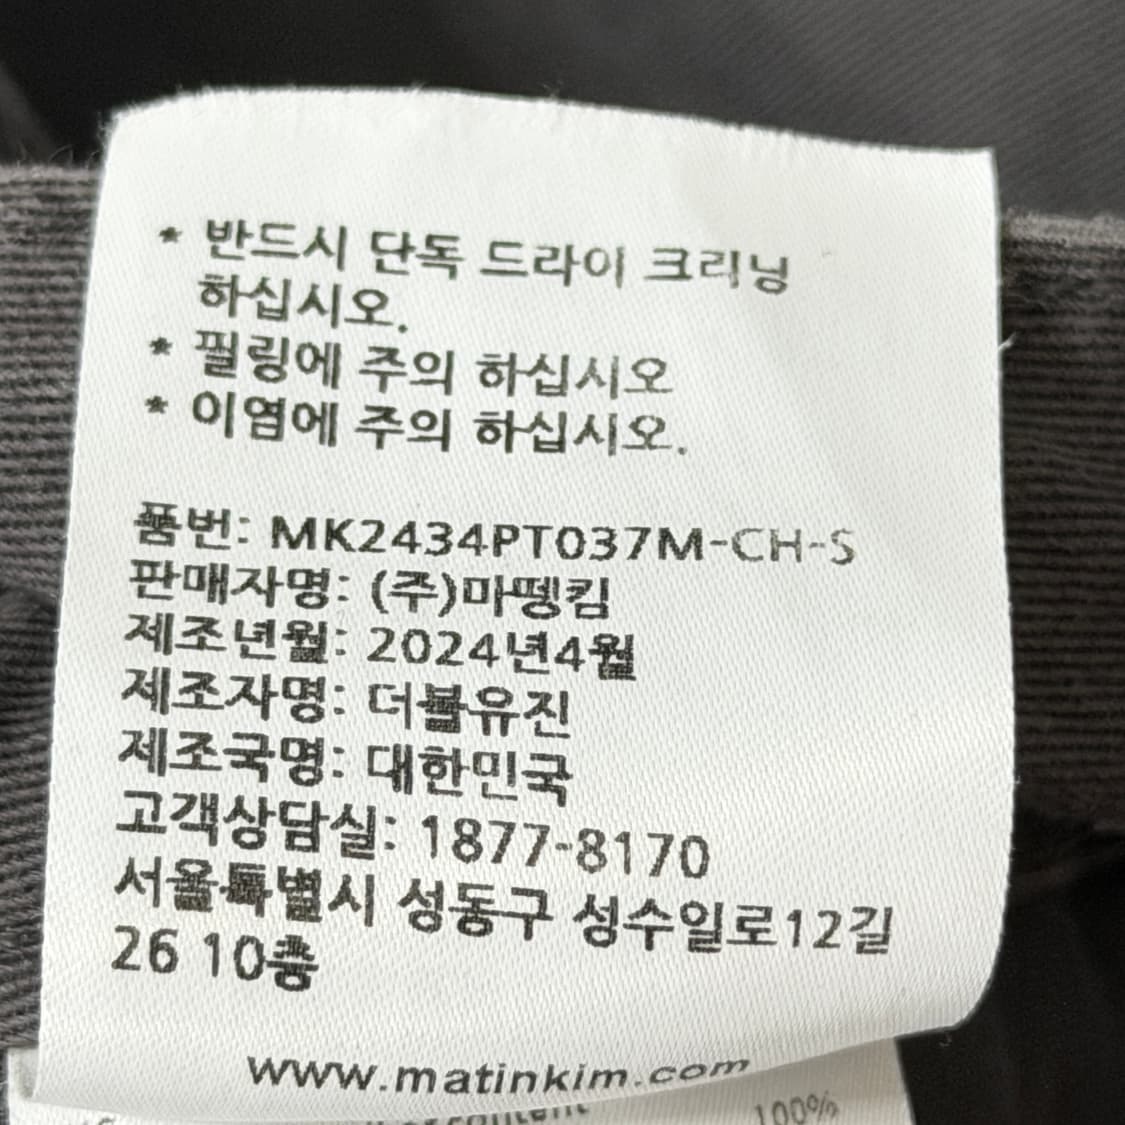 * 반드시 단독 드라이 크리닝
하십시오.
* 필링에 주의 하십시오
* 이염에 주의 하십시오.
품번: MK2434PT037M-CH-S
판매자명: (주)마뗑킴
제조년월: 2024년4월
제조자명: 더블유진
제조국명: 대한민국
고객상담실: 1877-8170
서울특별시 성동구 성수일로12길
26 10층
www.matinkim.com
content 100%